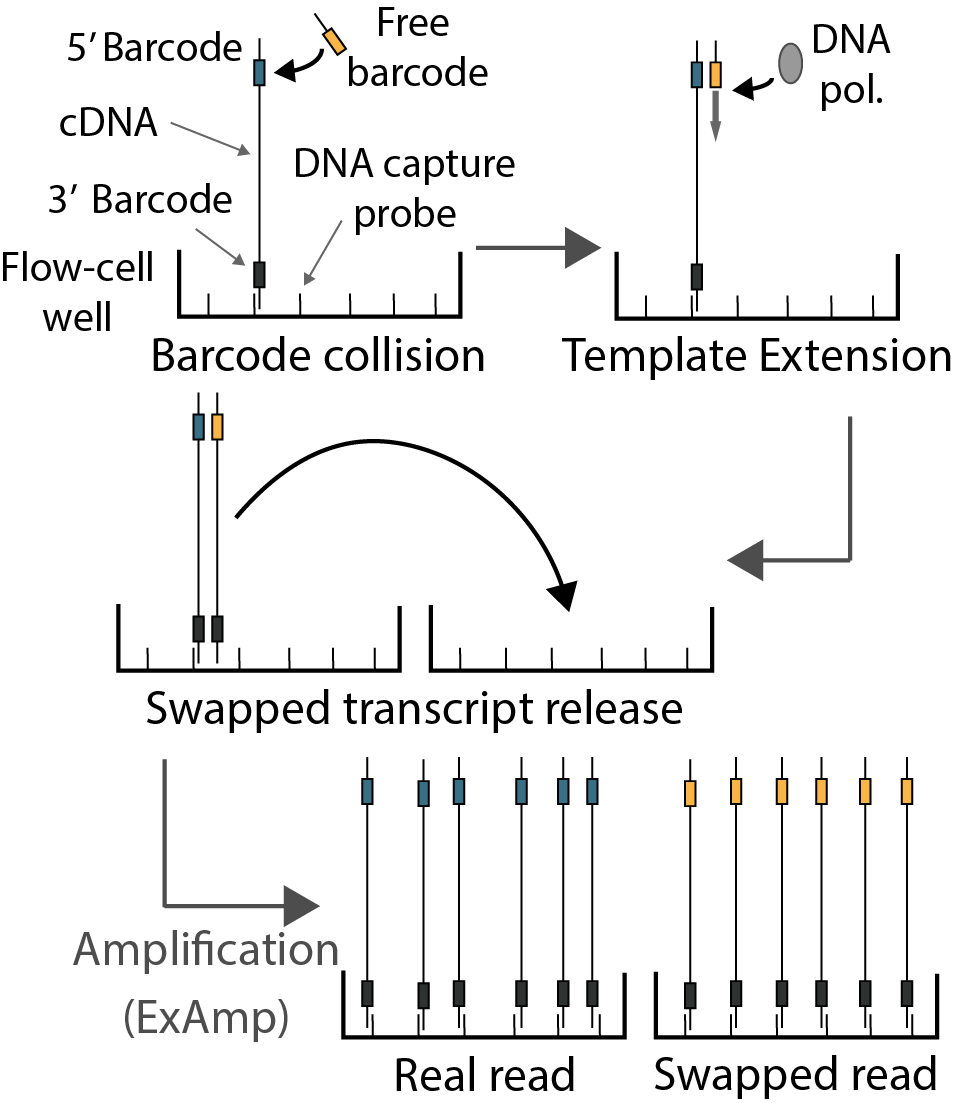 Free
barcode
5' Barcode
cDNA
3' Barcode
DNA capture
probe
Flow-cell
well
Barcode collision
DNA
pol.
Template Extension
Swapped transcript release
Amplification
(ExAmp)
Real read
Swapped read